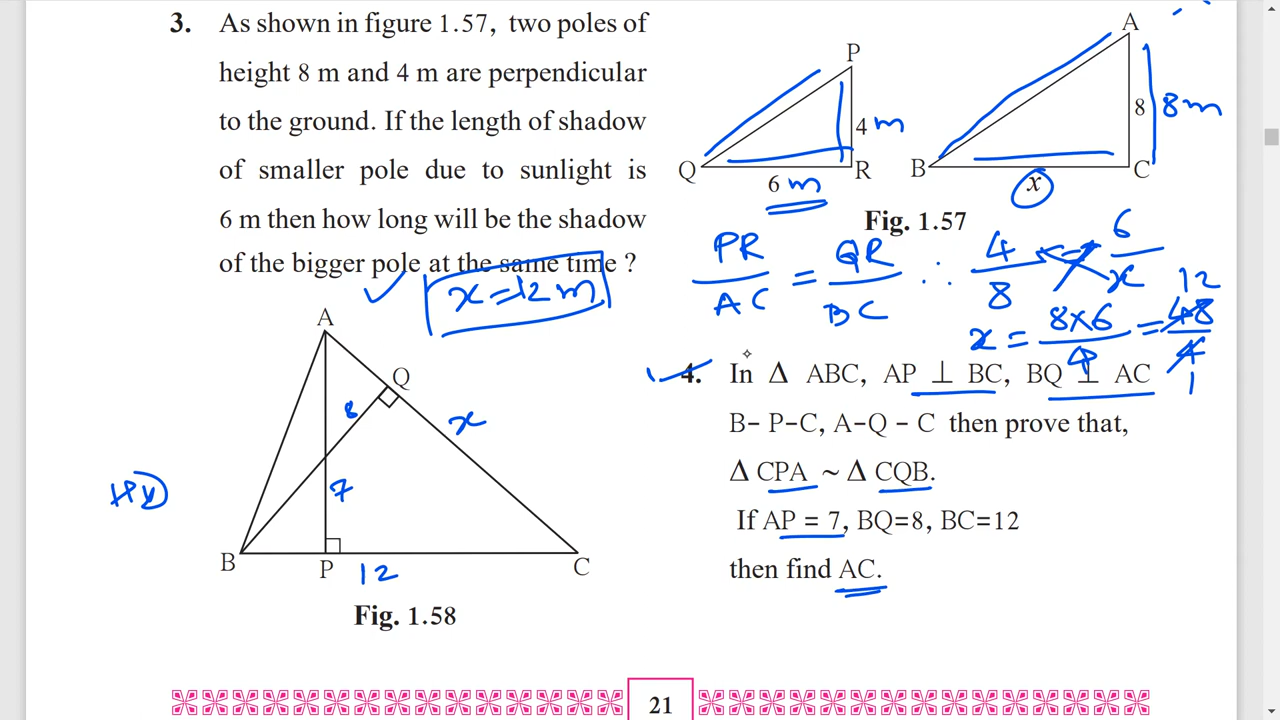 3. As shown in figure 1.57, two poles of
height 8 m and 4 m are perpendicular
to the ground. If the length of shadow
of smaller pole due to sunlight is
6 m then how long will be the shadow
of the bigger pole at the same time ?
x = 12 m
P
4 m
Q
6 m
R
A
8
8 m
B
x
C
Fig. 1.57
PR/AC = QR/BC ∴ 4/8 = 6/x
x = 8×6/4 = 48/4
12
1
A
Q
8
x
7
B
P
12
C
Fig. 1.58
4. In Δ ABC, AP ⊥ BC, BQ ⊥ AC
B- P-C, A-Q - C then prove that,
Δ CPA ~ Δ CQB.
If AP = 7, BQ=8, BC=12
then find AC.
21